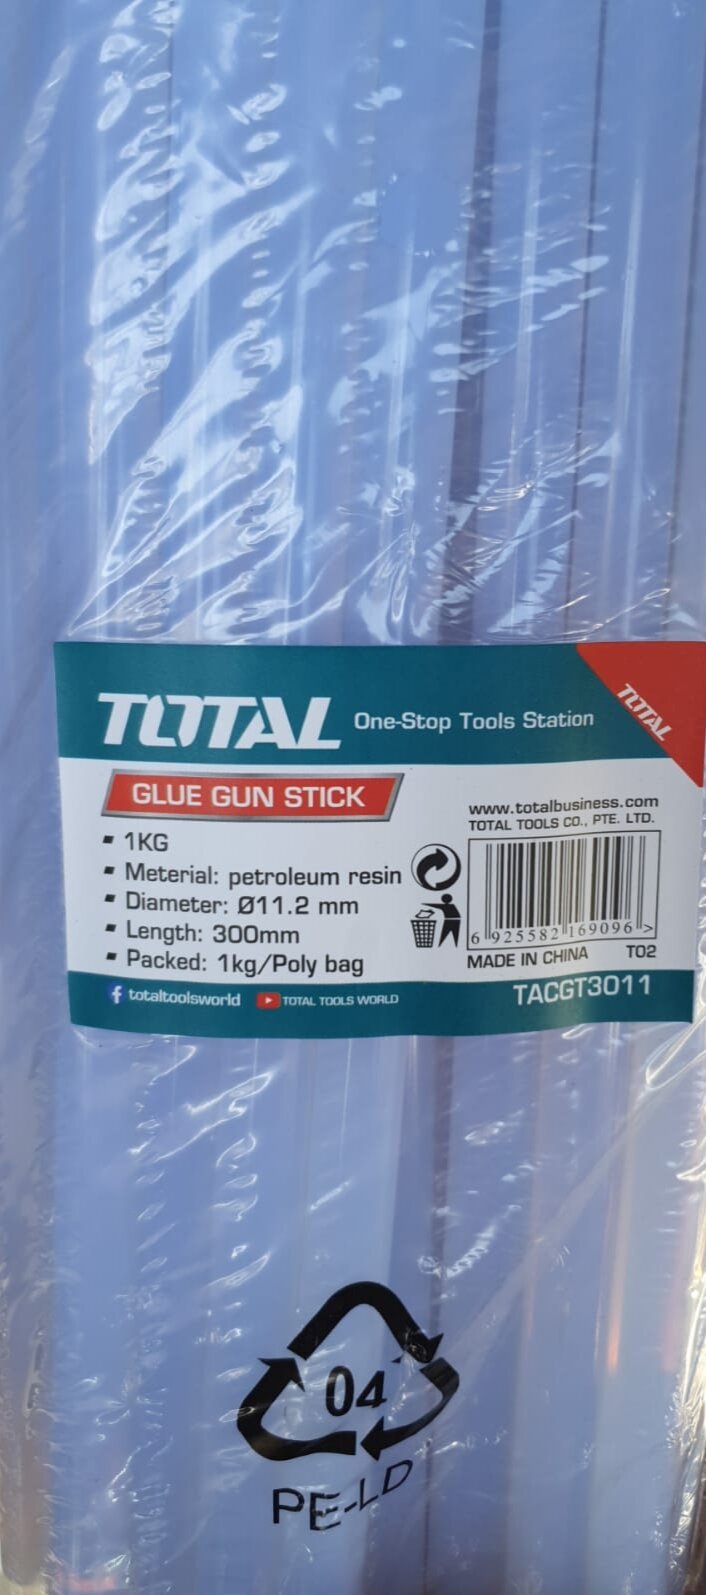 TOTAL One-Stop Tools Station
TOTAL
GLUE GUN STICK
▪ 1KG
▪ Meterial: petroleum resin
▪ Diameter: Ø11.2 mm
▪ Length: 300mm
▪ Packed: 1kg/Poly bag
www.totalbusiness.com
TOTAL TOOLS CO., PTE. LTD.
6 925582 169096 >
MADE IN CHINA T02
totaltoolsworld TOTAL TOOLS WORLD
TACGT3011
04
PE-LD